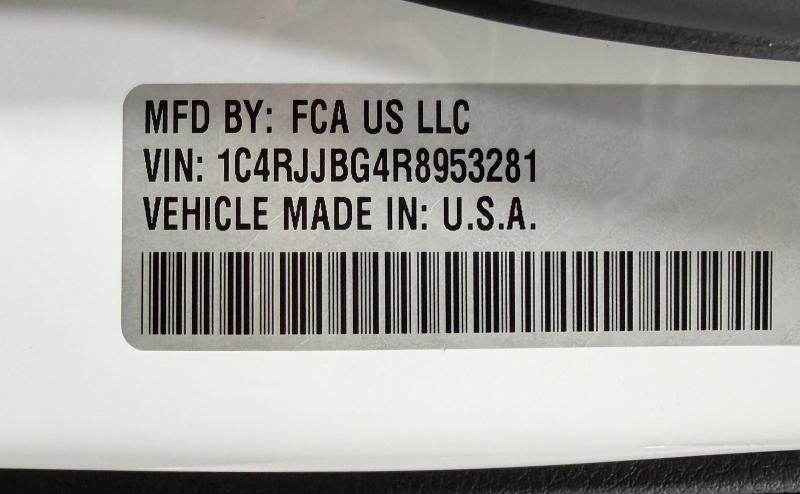 MFD BY: FCA US LLC
VIN: 1C4RJJBG4R8953281
VEHICLE MADE IN: U.S.A.